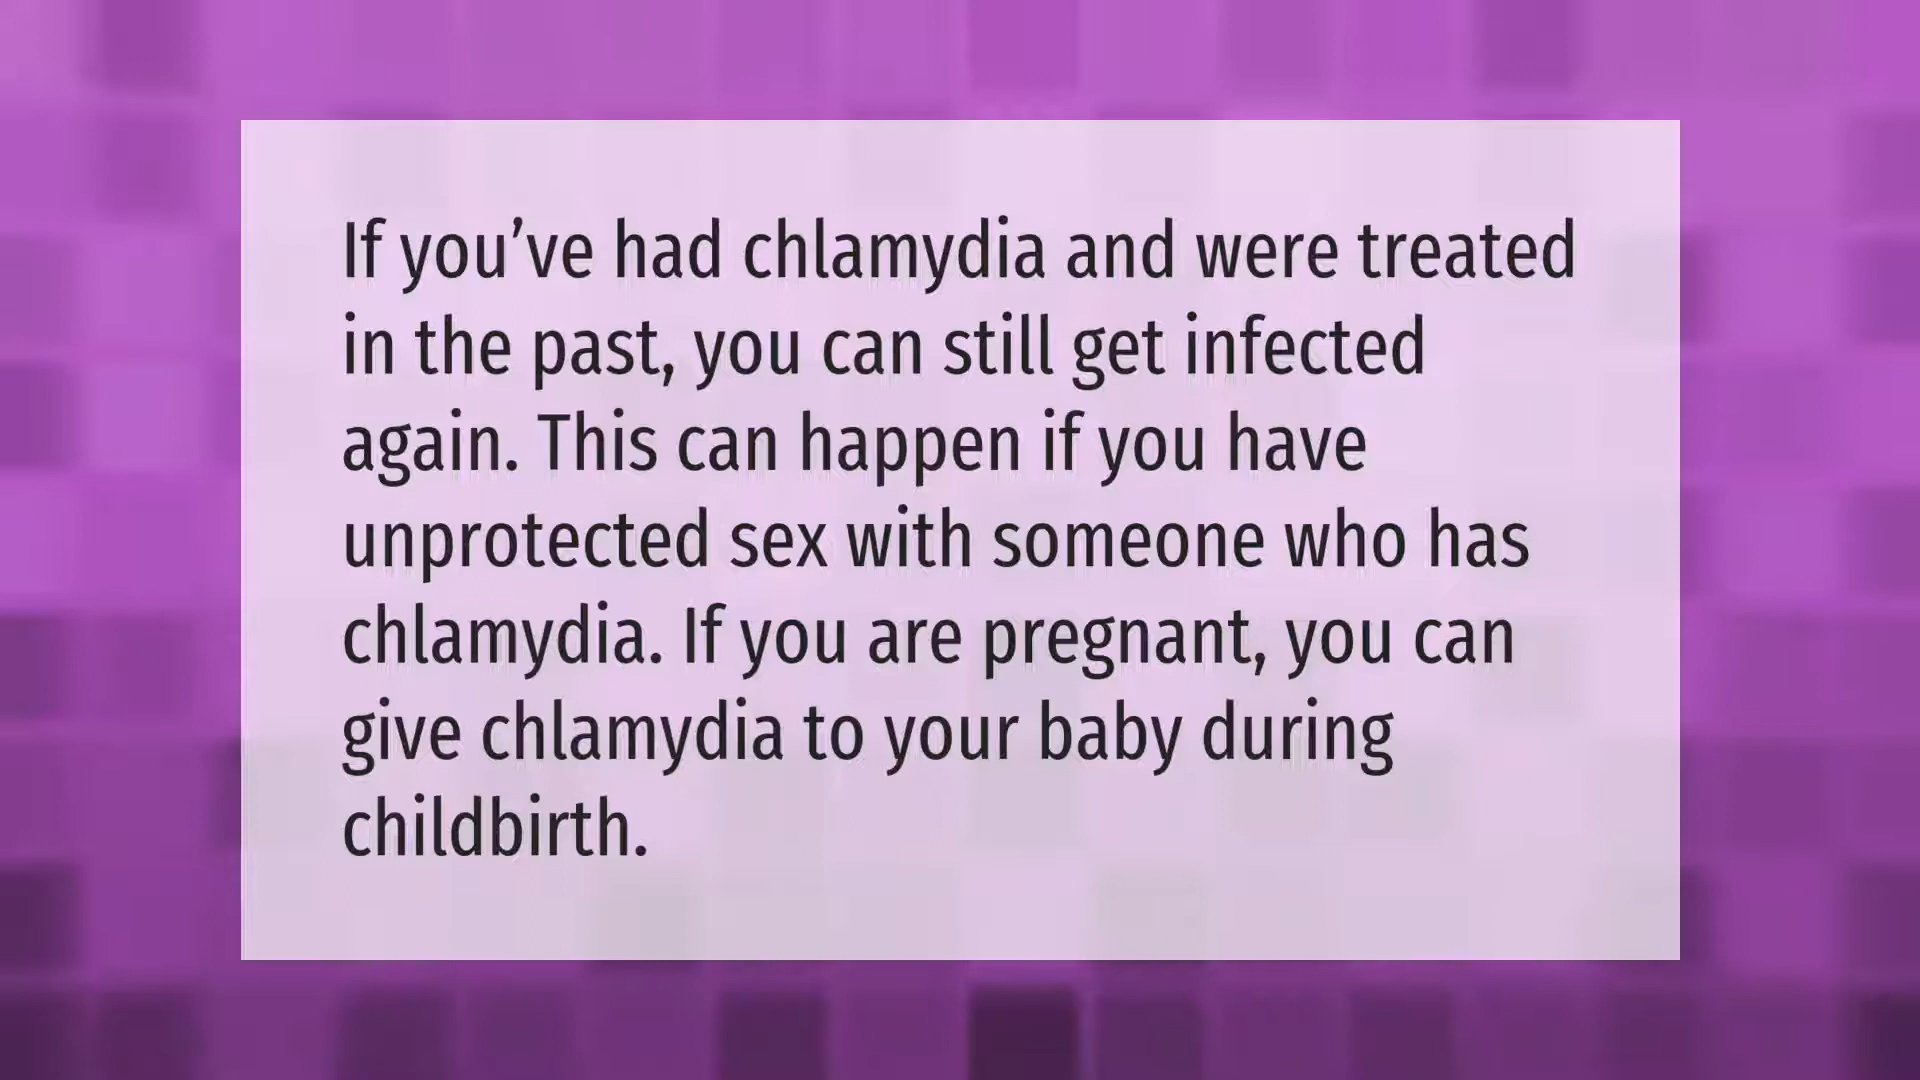 If you’ve had chlamydia and were treated
in the past, you can still get infected
again. This can happen if you have
unprotected sex with someone who has
chlamydia. If you are pregnant, you can
give chlamydia to your baby during
childbirth.